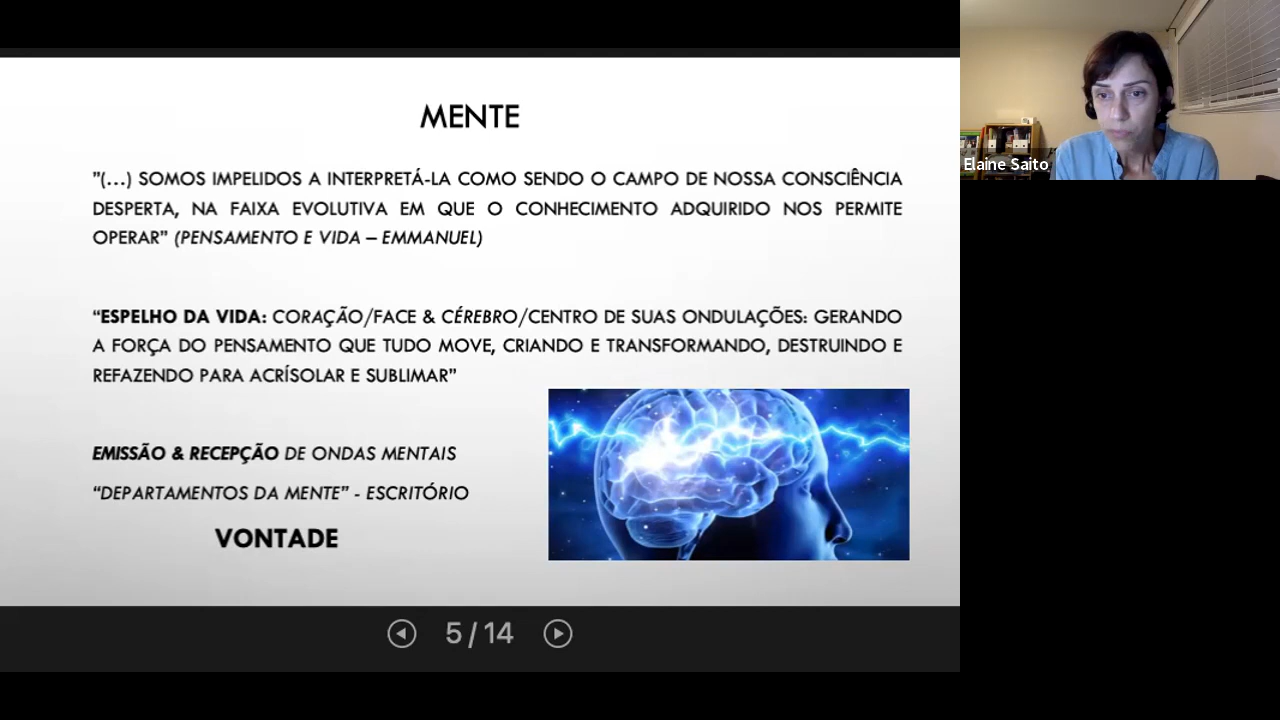 MENTE
"(...) SOMOS IMPELIDOS A INTERPRETÁ-LA COMO SENDO O CAMPO DE NOSSA CONSCIÊNCIA
DESPERTA, NA FAIXA EVOLUTIVA EM QUE O CONHECIMENTO ADQUIRIDO NOS PERMITE
OPERAR" (PENSAMENTO E VIDA – EMMANUEL)
"ESPELHO DA VIDA: CORAÇÃO/FACE & CÉREBRO/CENTRO DE SUAS ONDULAÇÕES: GERANDO
A FORÇA DO PENSAMENTO QUE TUDO MOVE, CRIANDO E TRANSFORMANDO, DESTRUINDO E
REFAZENDO PARA ACRÍSOLAR E SUBLIMAR"
EMISSÃO & RECEPÇÃO DE ONDAS MENTAIS
"DEPARTAMENTOS DA MENTE" - ESCRITÓRIO
VONTADE
5 / 14
Elaine Saito